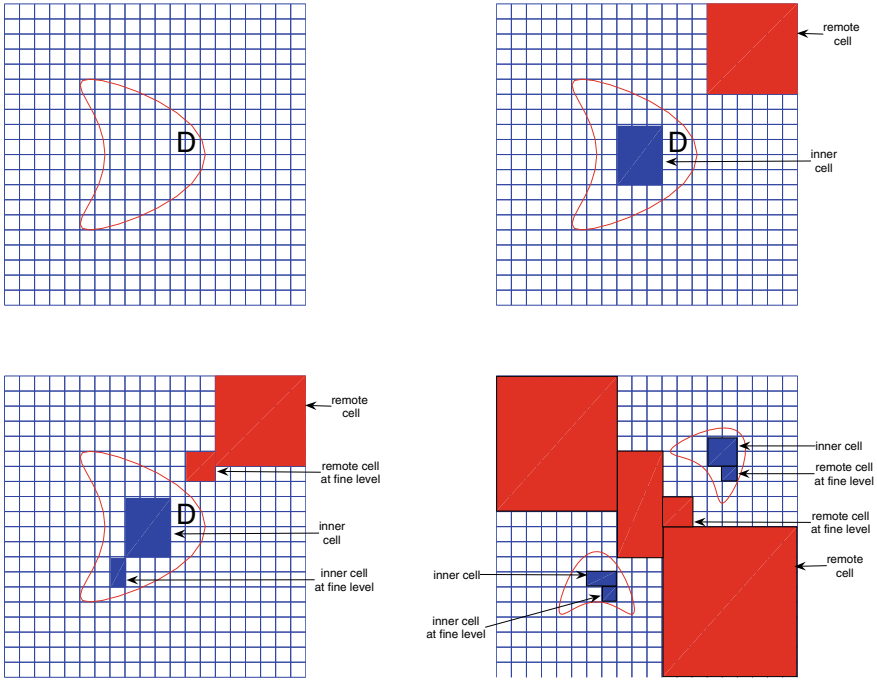 D
remote
cell
D
inner
cell
remote
cell
remote cell
at fine level
D
inner
cell
inner cell
at fine level
inner cell
remote cell
at fine level
remote cell
at fine level
remote
cell
inner cell
inner cell
at fine level